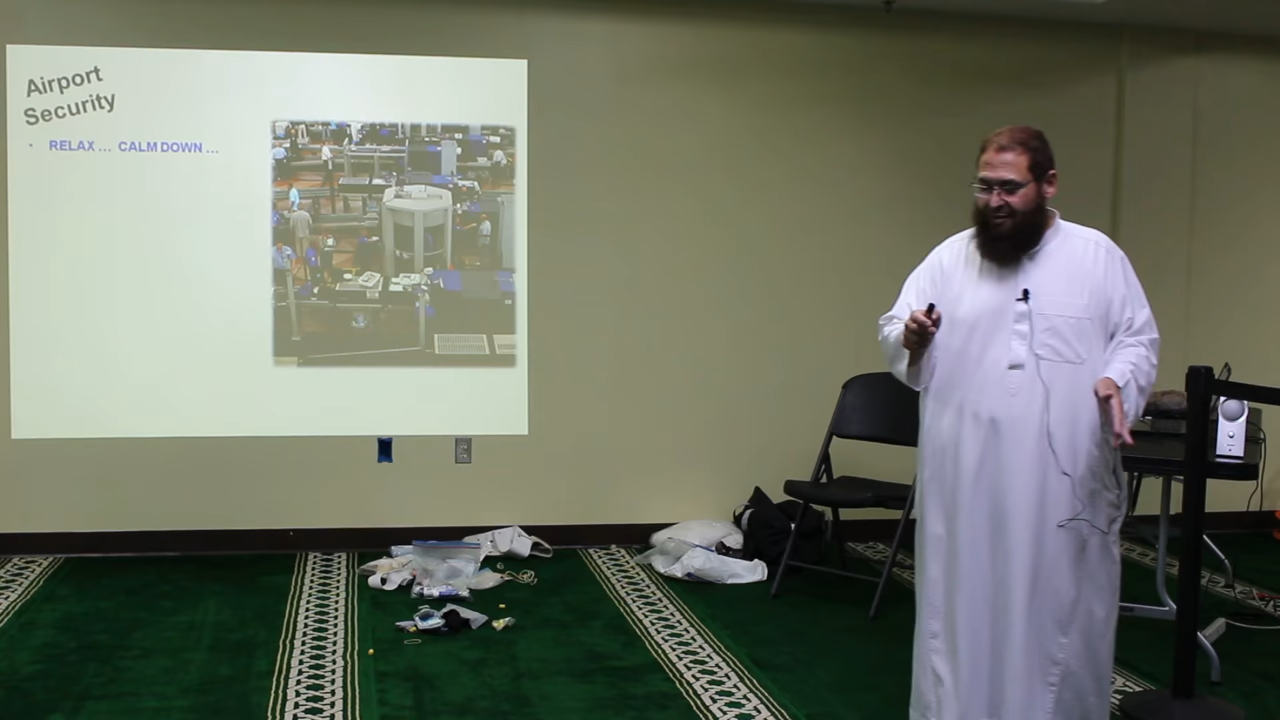 Airport
Security
• RELAX ... CALM DOWN ...